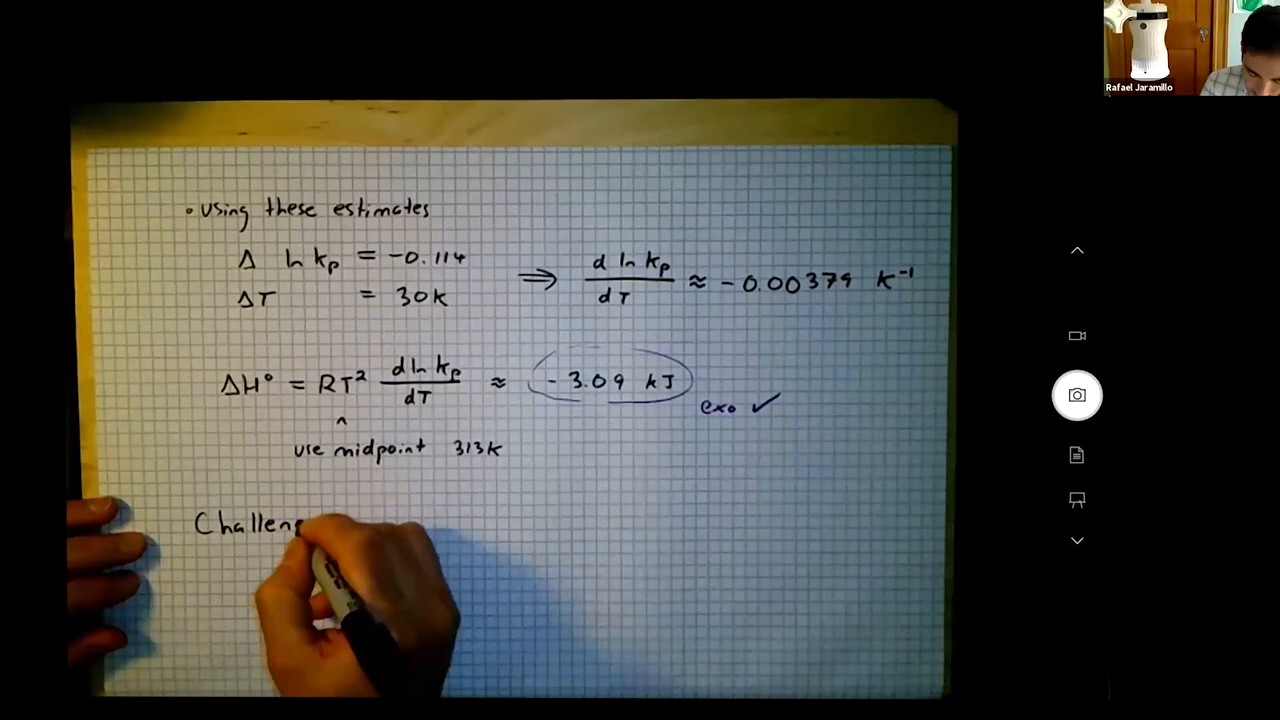 Rafael Jaramillo
• using these estimates
Δ ln Kp = -0.114
ΔT = 30K
⟹ d ln Kp / dT ≈ -0.00379 K⁻¹
ΔH° = RT² d ln Kp / dT ≈ -3.09 kJ
exo ✓
^
use midpoint 313K
Challeng